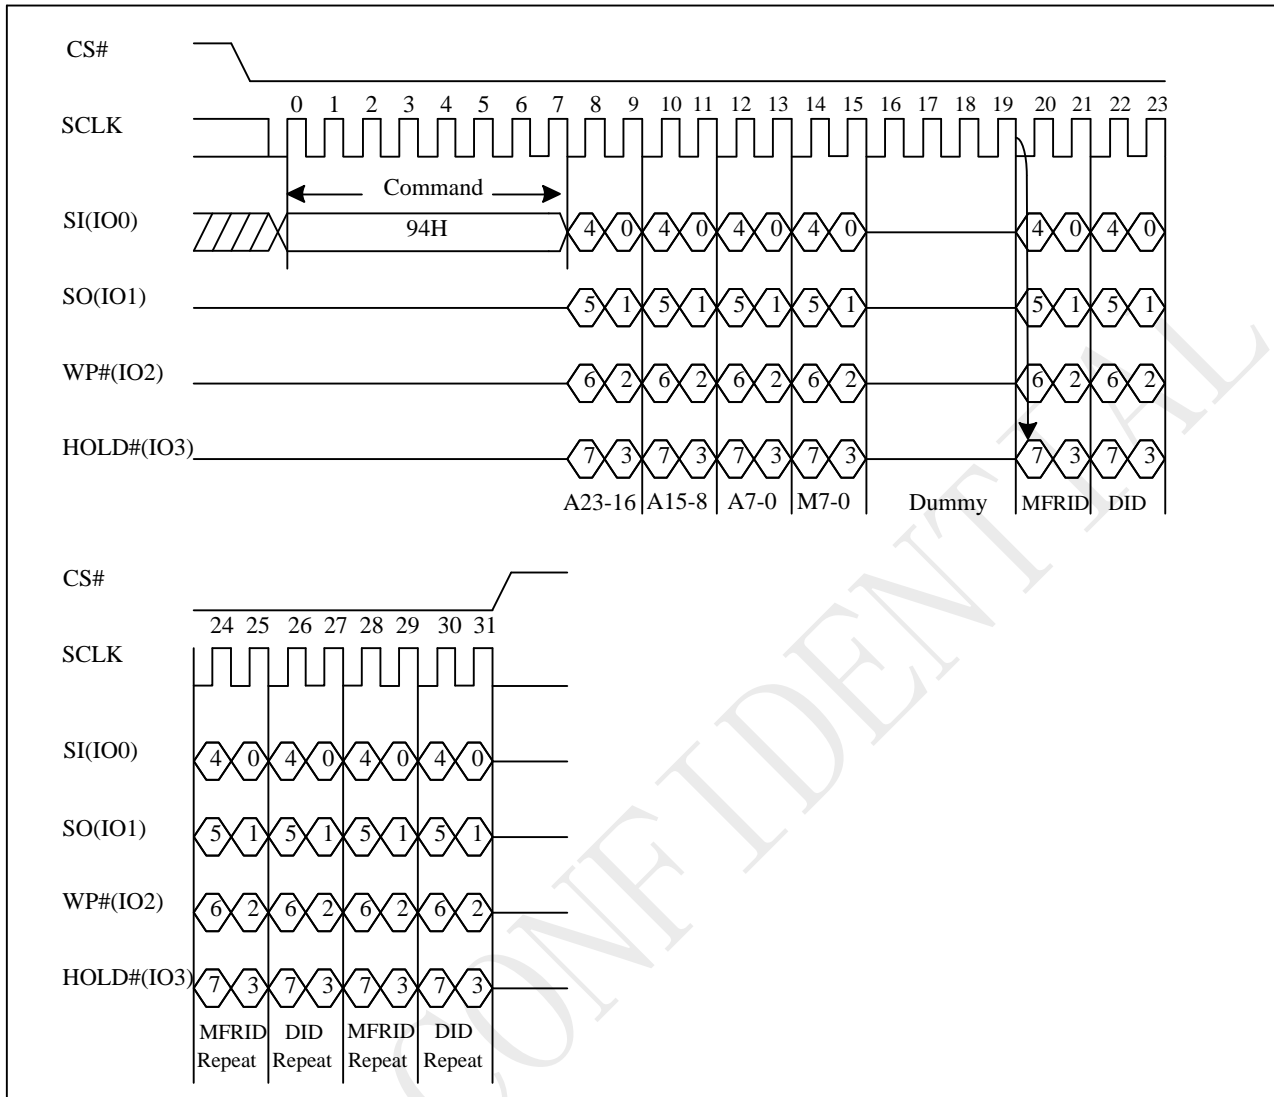 CS#
0 1 2 3 4 5 6 7 8 9 10 11 12 13 14 15 16 17 18 19 20 21 22 23
SCLK
Command
SI(IO0) 94H 4 0 4 0 4 0 4 0 4 0 4 0
SO(IO1) 5 1 5 1 5 1 5 1 5 1 5 1
WP#(IO2) 6 2 6 2 6 2 6 2 6 2 6 2
HOLD#(IO3) 7 3 7 3 7 3 7 3 7 3 7 3
A23-16 A15-8 A7-0 M7-0 Dummy MFRID DID
CS#
24 25 26 27 28 29 30 31
SCLK
SI(IO0) 4 0 4 0 4 0 4 0
SO(IO1) 5 1 5 1 5 1 5 1
WP#(IO2) 6 2 6 2 6 2 6 2
HOLD#(IO3) 7 3 7 3 7 3 7 3
MFRID DID MFRID DID
Repeat Repeat Repeat Repeat
CONFIDENTIAL